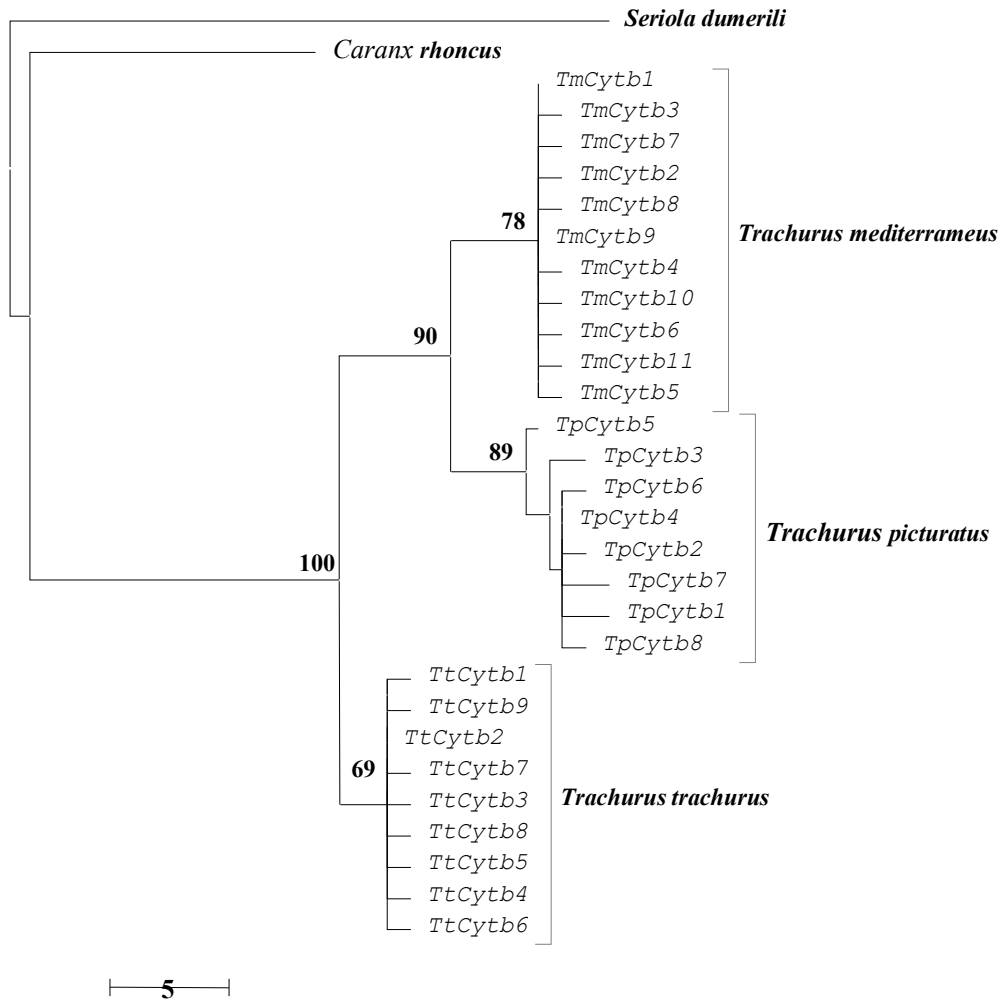 Seriola dumerili
Caranx rhoncus
TmCytb1
TmCytb3
TmCytb7
TmCytb2
TmCytb8
78
TmCytb9
Trachurus mediterrameus
TmCytb4
TmCytb10
TmCytb6
90
TmCytb11
TmCytb5
TpCytb5
89
TpCytb3
TpCytb6
TpCytb4
Trachurus picturatus
TpCytb2
100
TpCytb7
TpCytb1
TpCytb8
TtCytb1
TtCytb9
TtCytb2
69
TtCytb7
TtCytb3
Trachurus trachurus
TtCytb8
TtCytb5
TtCytb4
TtCytb6
5